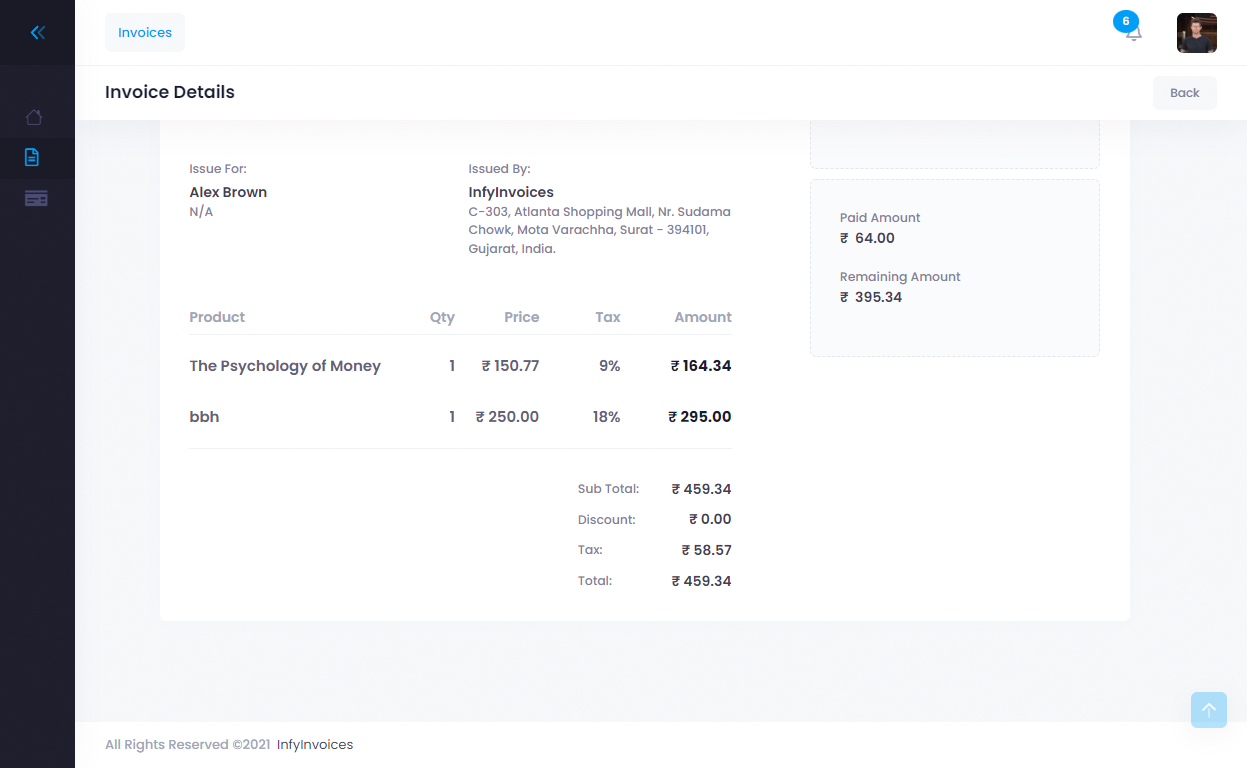 Invoices
6
Invoice Details
Back
Issue For:
Alex Brown
N/A
Issued By:
InfyInvoices
C-303, Atlanta Shopping Mall, Nr. Sudama
Chowk, Mota Varachha, Surat - 394101,
Gujarat, India.
Paid Amount
₹ 64.00
Remaining Amount
₹ 395.34
Product Qty Price Tax Amount
The Psychology of Money 1 ₹ 150.77 9% ₹ 164.34
bbh 1 ₹ 250.00 18% ₹ 295.00
Sub Total: ₹ 459.34
Discount: ₹ 0.00
Tax: ₹ 58.57
Total: ₹ 459.34
All Rights Reserved ©2021 InfyInvoices